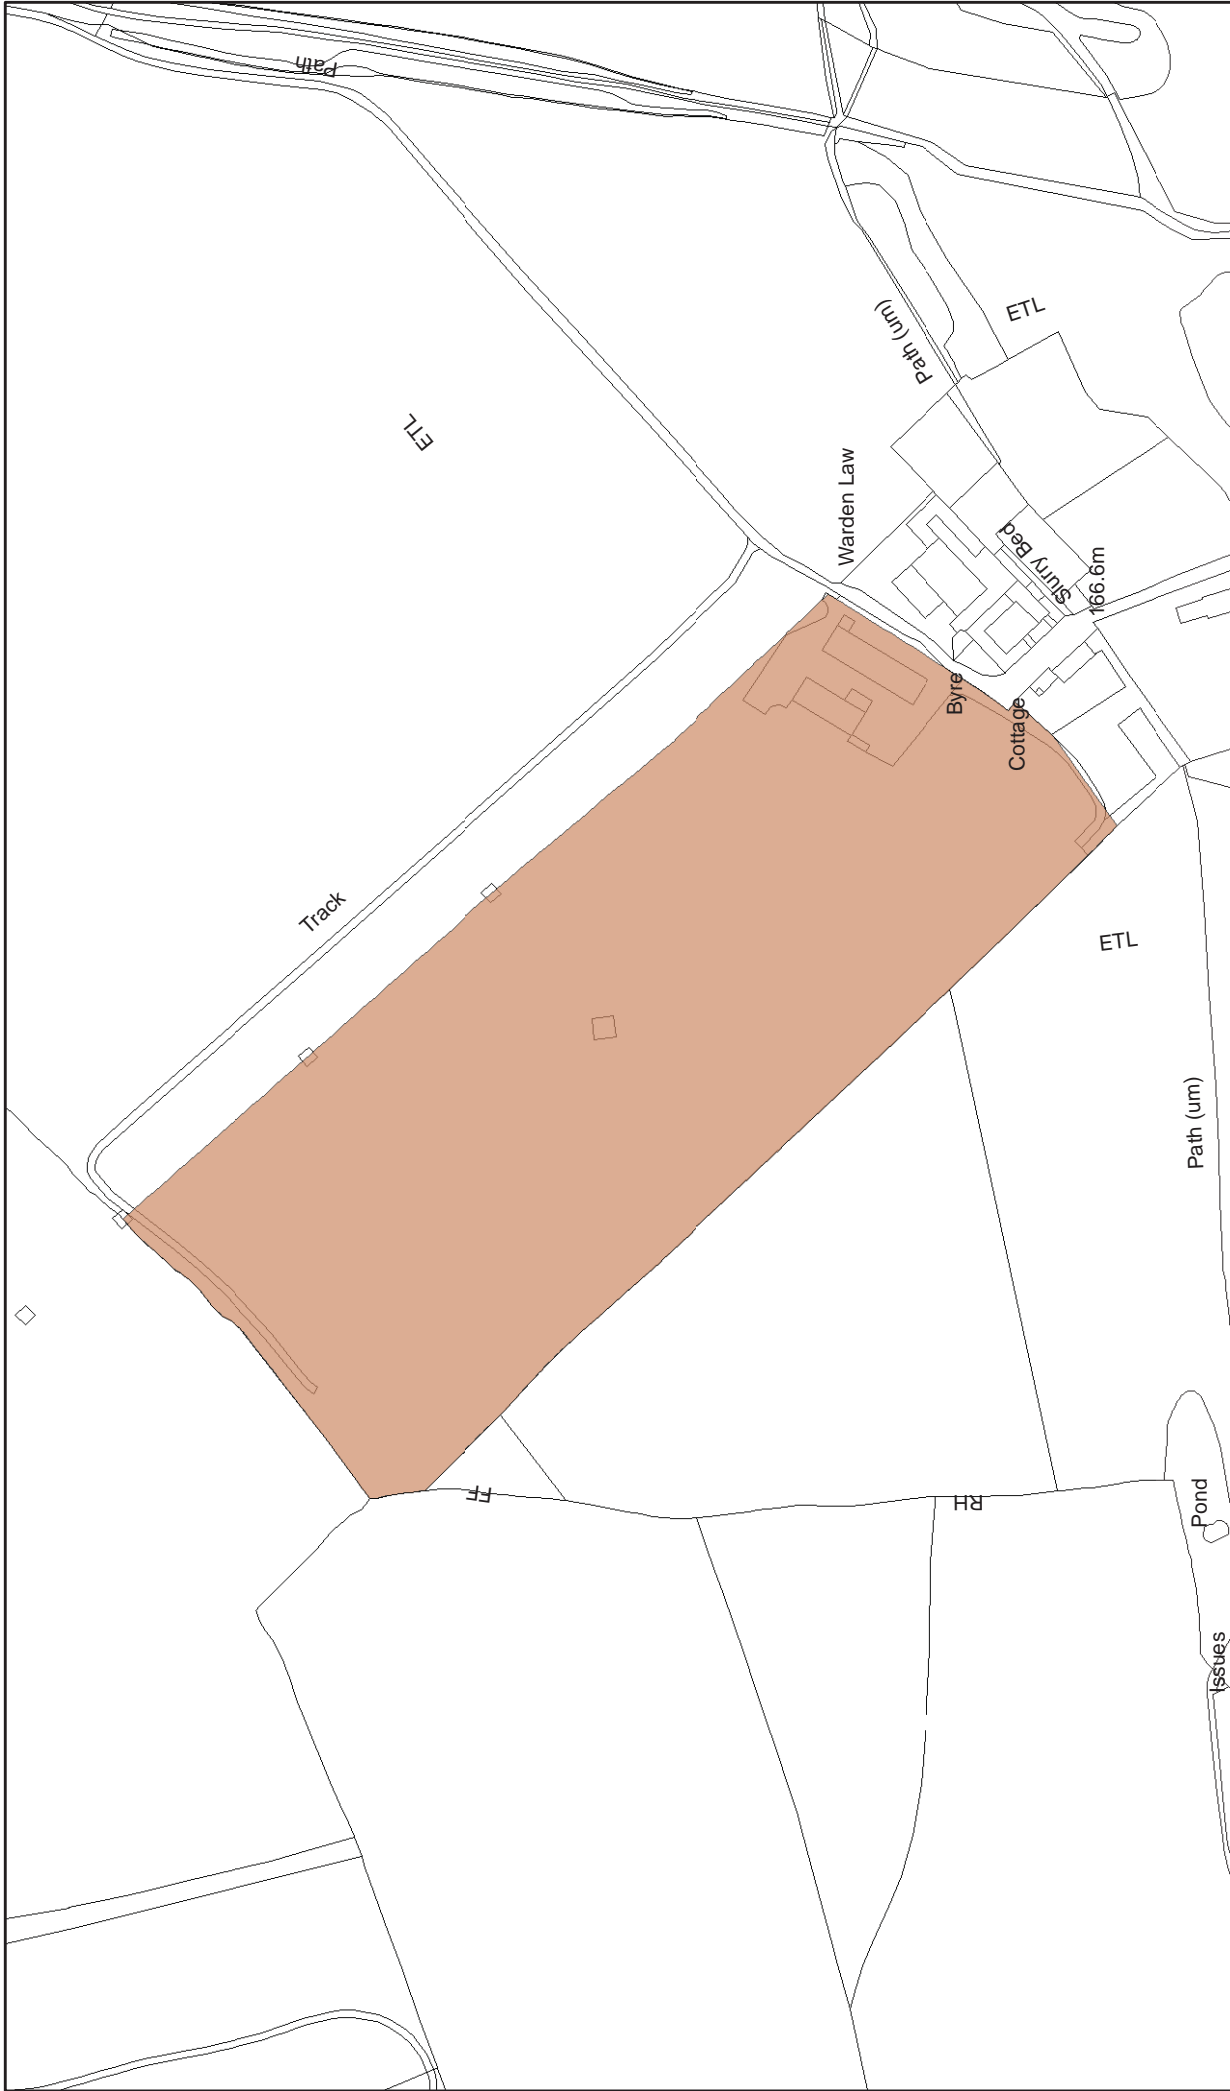 Path
ETL
Path (um)
ETL
Warden Law
Slurry Bed
166.6m
Byre
Cottage
Track
ETL
Path (um)
FF
RH
Pond
Issues